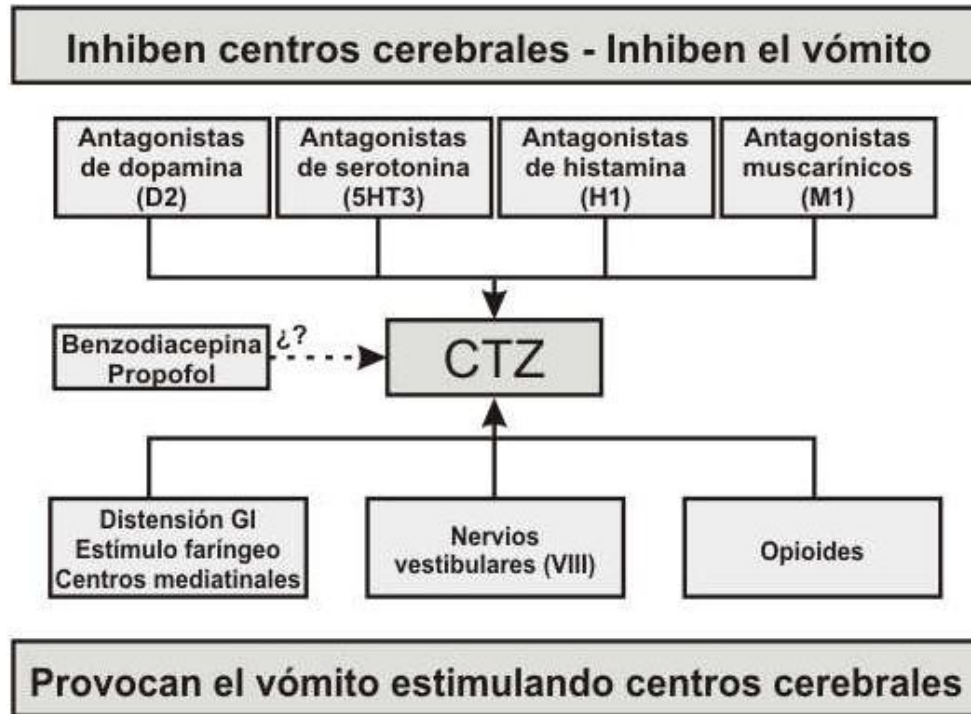 Inhiben centros cerebrales - Inhiben el vómito
Antagonistas
de dopamina
(D2)
Antagonistas
de serotonina
(5HT3)
Antagonistas
de histamina
(H1)
Antagonistas
muscarínicos
(M1)
Benzodiacepina
Propofol
¿?
CTZ
Distensión GI
Estímulo faríngeo
Centros mediatinales
Nervios
vestibulares (VIII)
Opioides
Provocan el vómito estimulando centros cerebrales